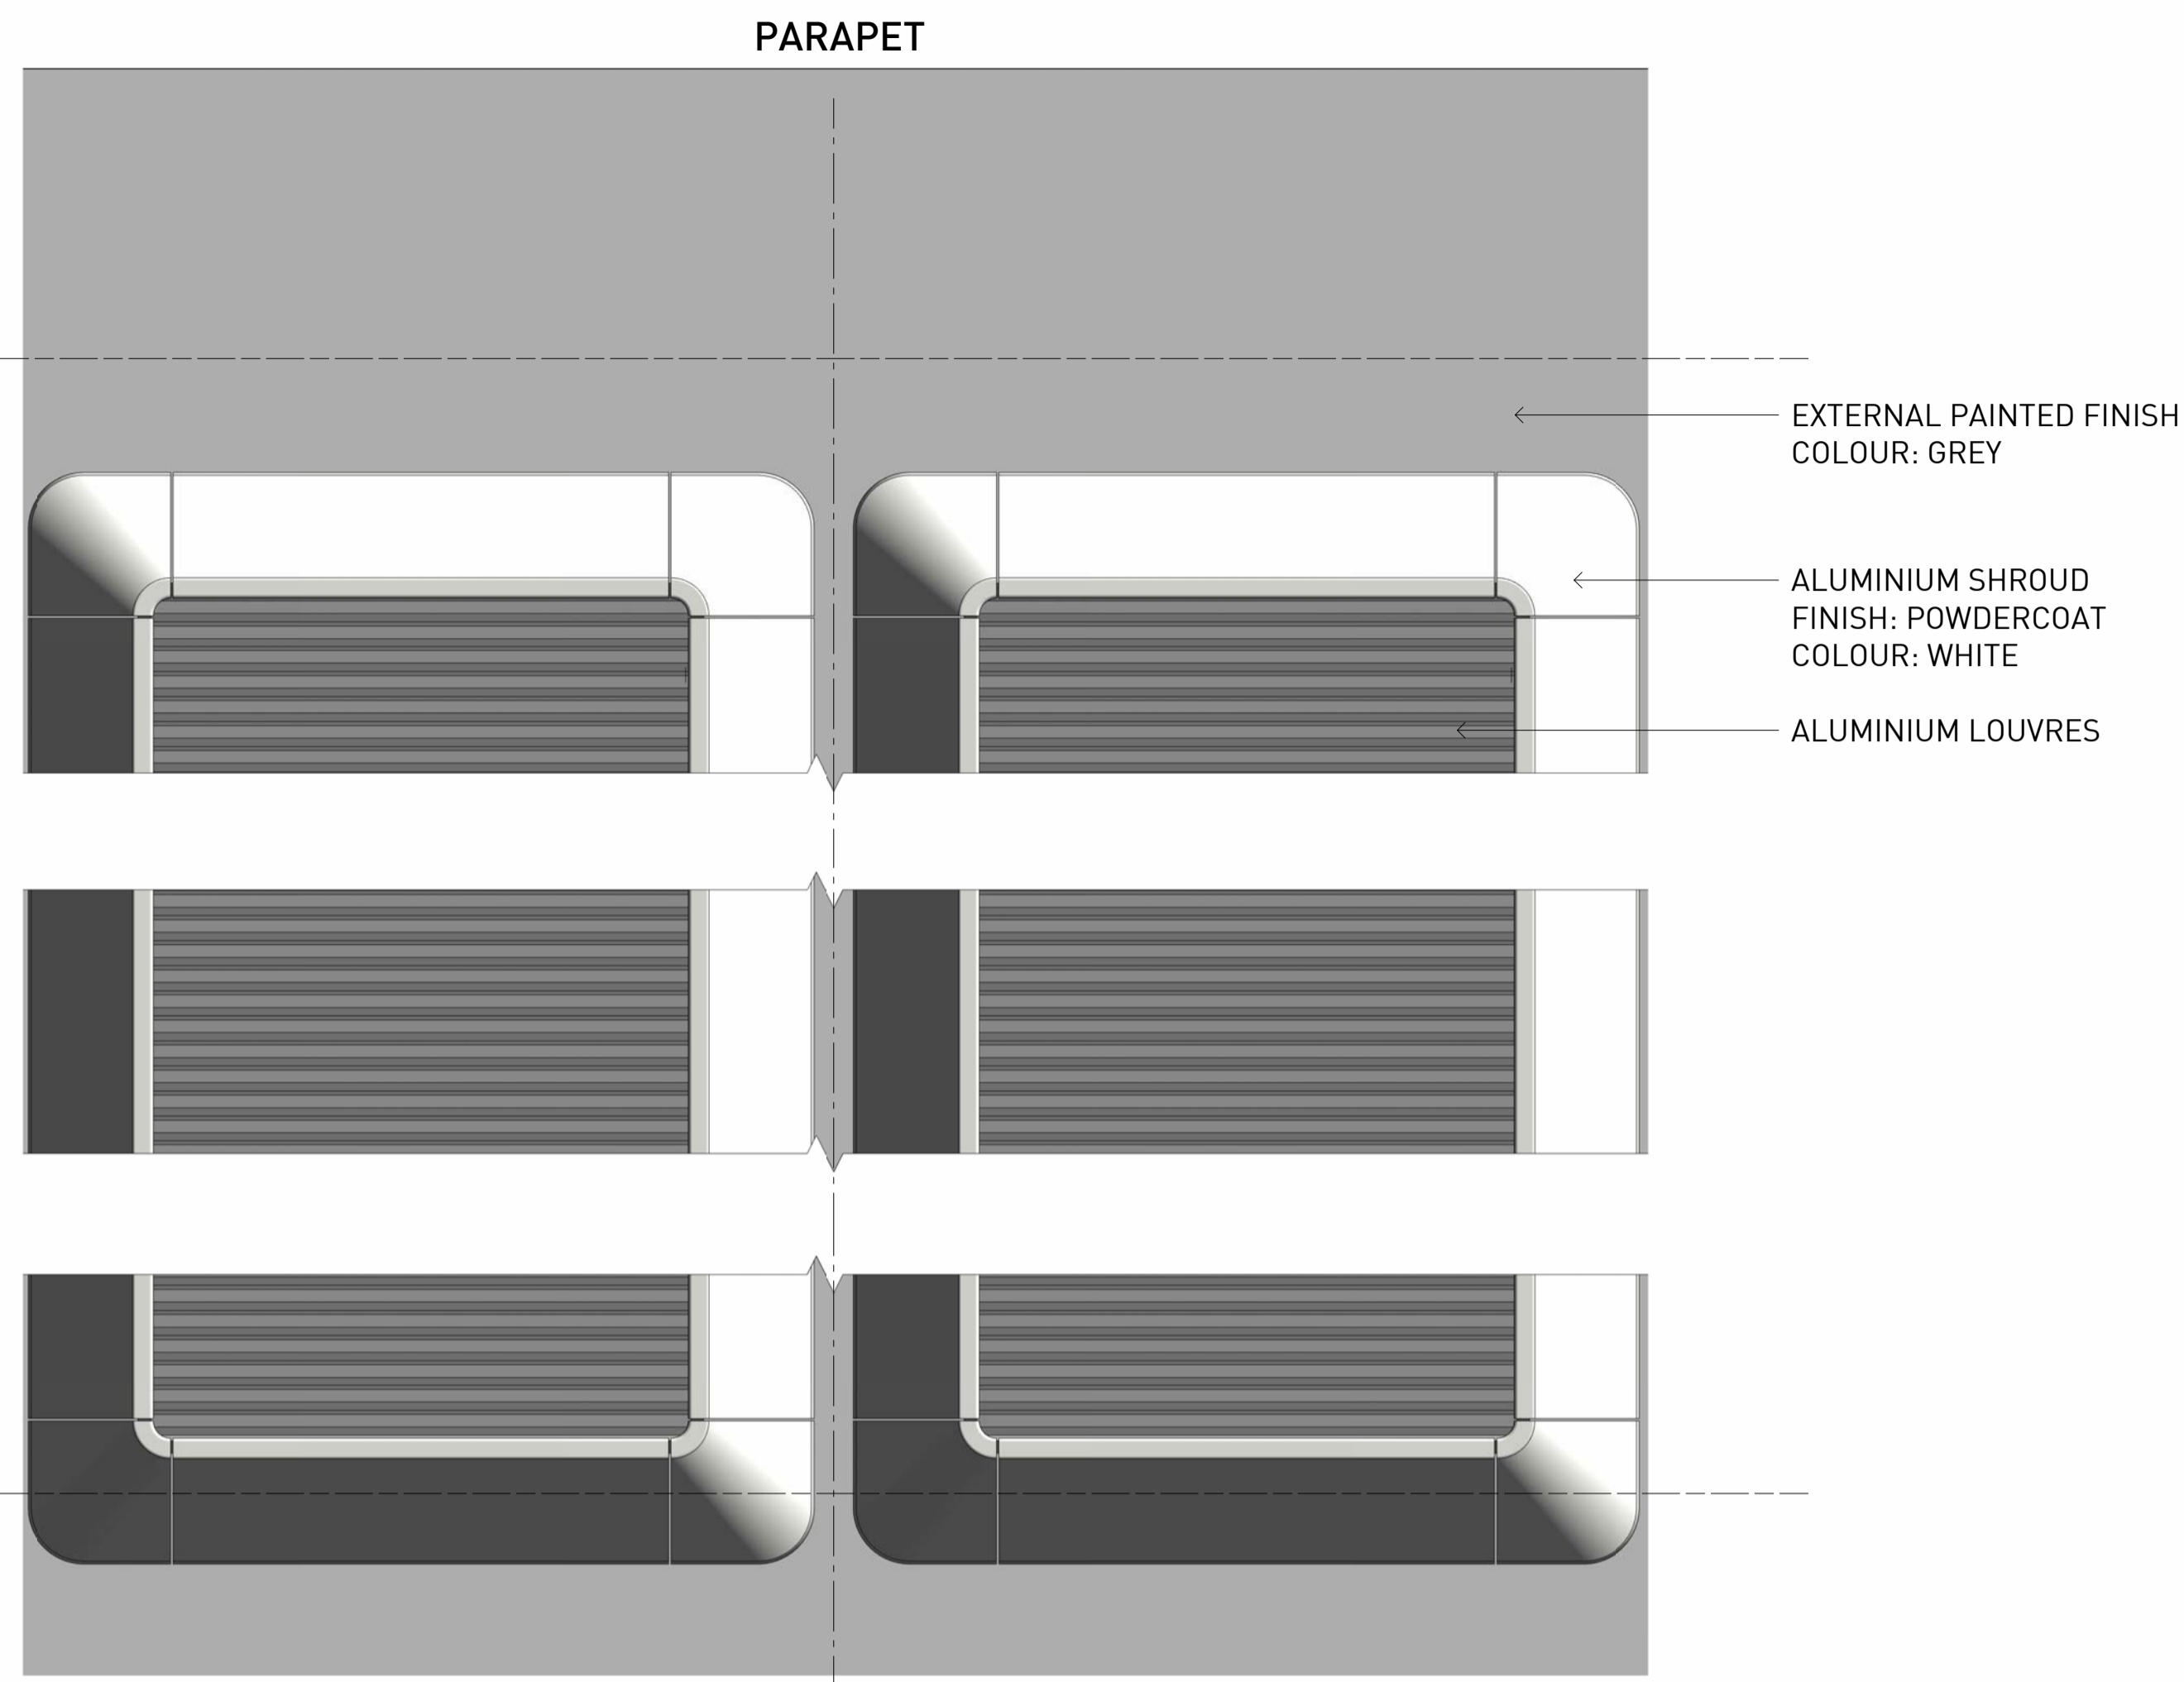 PARAPET
EXTERNAL PAINTED FINISH
COLOUR: GREY
ALUMINIUM SHROUD
FINISH: POWDERCOAT
COLOUR: WHITE
ALUMINIUM LOUVRES